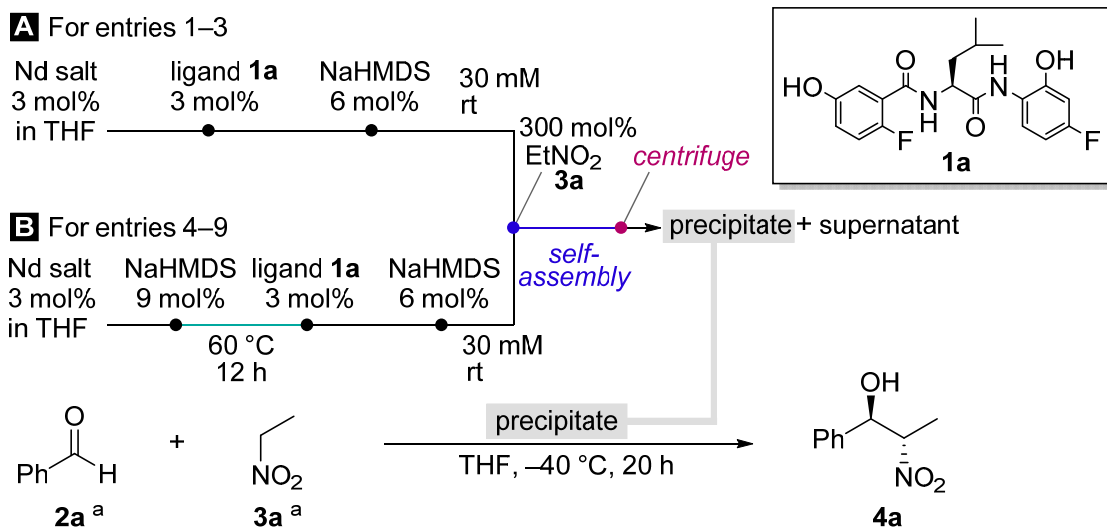 A For entries 1–3
Nd salt
3 mol%
in THF
ligand 1a
3 mol%
NaHMDS
6 mol%
30 mM
rt
300 mol%
EtNO2
3a
centrifuge
precipitate + supernatant
self-
assembly
HO
F
O
N
H
H
N
O
OH
F
1a
B For entries 4–9
Nd salt
3 mol%
in THF
NaHMDS
9 mol%
60 °C
12 h
ligand 1a
3 mol%
NaHMDS
6 mol%
30 mM
rt
O
Ph
H
2a a
+
NO2
3a a
precipitate
THF, –40 °C, 20 h
OH
Ph
NO2
4a